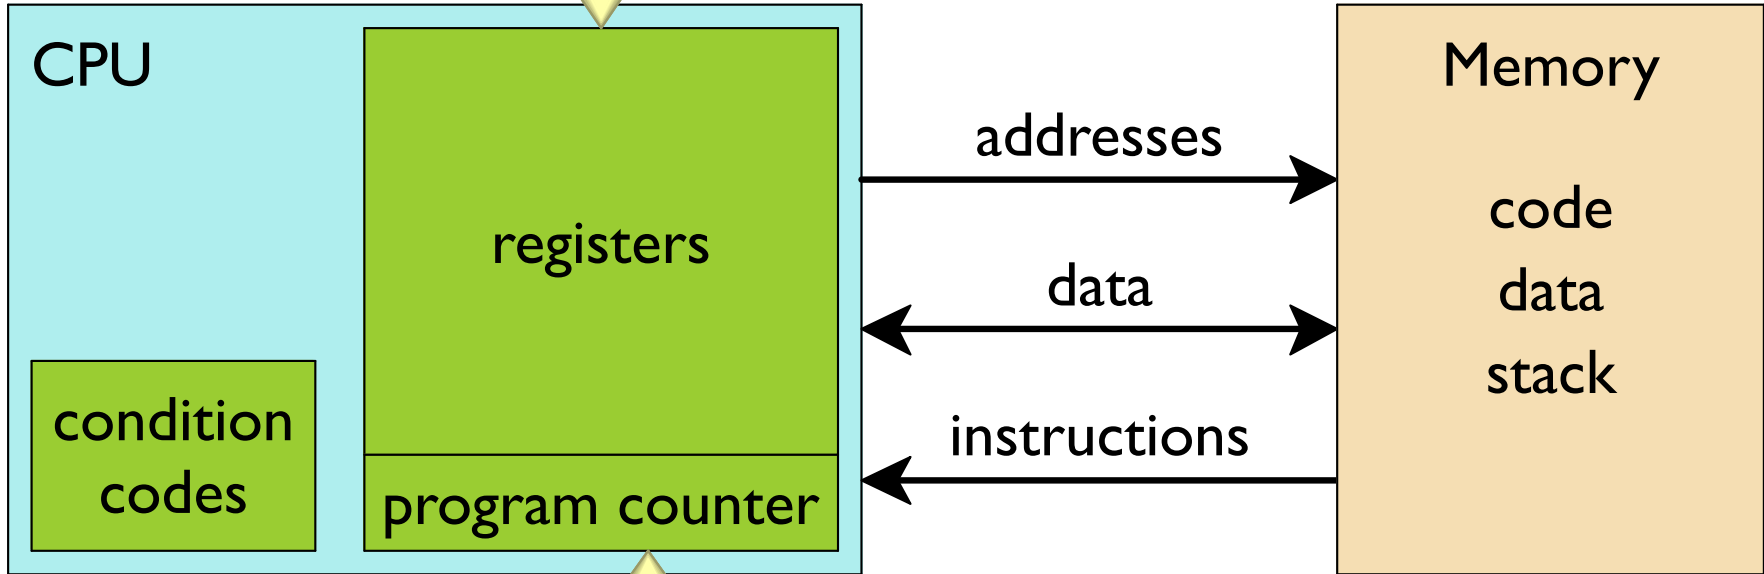 CPU
registers
condition
codes
program counter
addresses
data
instructions
Memory
code
data
stack